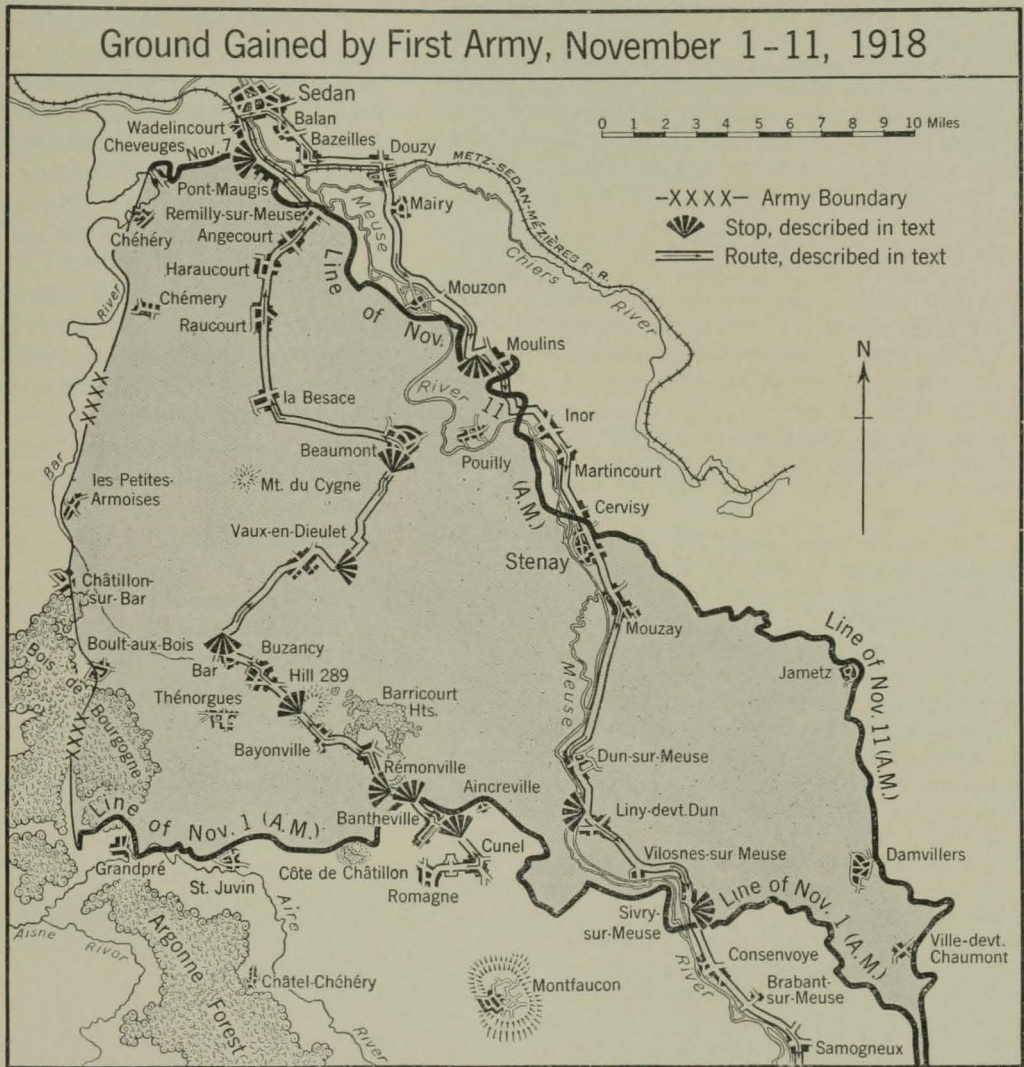 Ground Gained by First Army, November 1-11, 1918
Sedan
Balan
Wadelincourt
Bazeilles
Cheveuges
Nov. 7
Douzy
0 1 2 3 4 5 6 7 8 9 10 Miles
METZ-SEDAN-MÉZIÈRES R.R.
Pont-Maugis
Mairy
-XXXX- Army Boundary
Stop, described in text
Route, described in text
Remilly-sur-Meuse
Meuse
Chéhéry
Angecourt
Chiers
River
Haraucourt
Line
of
Nov.
11
(A.M.)
Mouzon
River
Chémery
Raucourt
Moulins
N
River
XXXX
la Besace
Inor
Beaumont
Pouilly
Martincourt
Bar
Mt. du Cygne
les Petites-
Armoises
Cervisy
Vaux-en-Dieulet
Stenay
Châtillon-
sur-Bar
Mouzay
Line of Nov. 11 (A.M.)
Boult-aux-Bois
Buzancy
Bar
Hill 289
Jametz
Bois de
Bourgogne
Meuse
Thénorgues
Barricourt
Hts.
XXXX
Bayonville
Dun-sur-Meuse
Rémonville
Aincreville
Line of Nov. 1 (A.M.)
Bantheville
Liny-devt. Dun
Cunel
Vilosnes-sur Meuse
Damvillers
Grandpré
St. Juvin
Côte de Châtillon
Romagne
Line of Nov. 1 (A.M.)
Sivry-
sur-Meuse
Aire
Aisne
River
Argonne
Forest
Ville-devt.
Chaumont
Consenvoye
River
Châtel-Chéhéry
Montfaucon
Brabant-
sur-Meuse
River
Samogneux